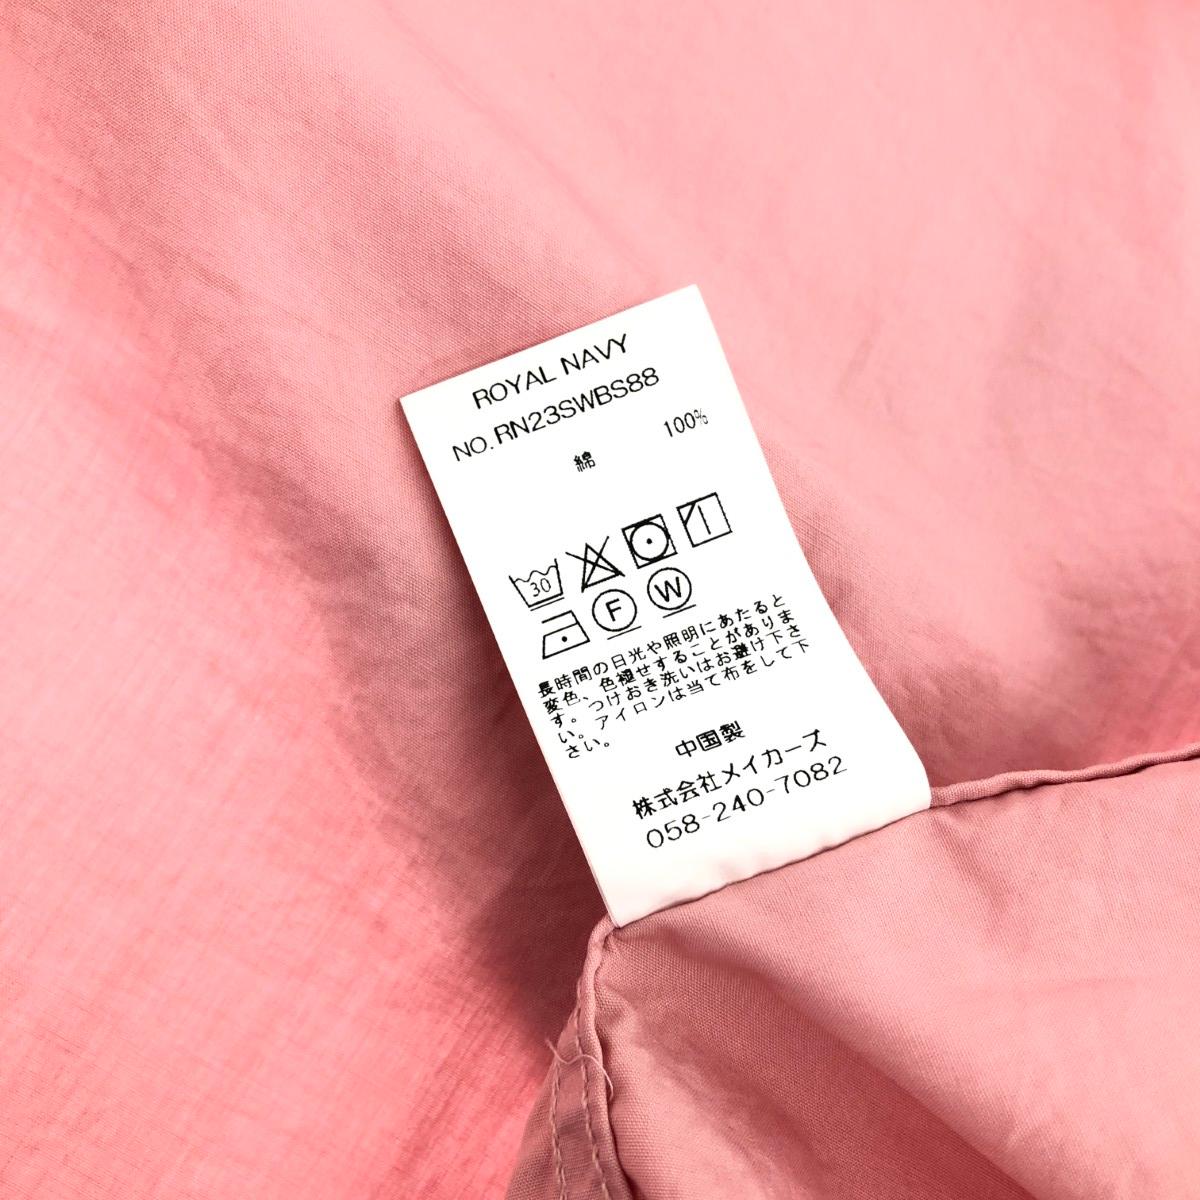 ROYAL NAVY
NO.RN23SWBS88
綿 100%
30
F W
長時間の日光や照明にあたると
変色、色褪せすることがありま
す。つけおき洗いはお避け下さ
い。アイロンは当て布をして下
さい。
中国製
株式会社メイカーズ
058-240-7082